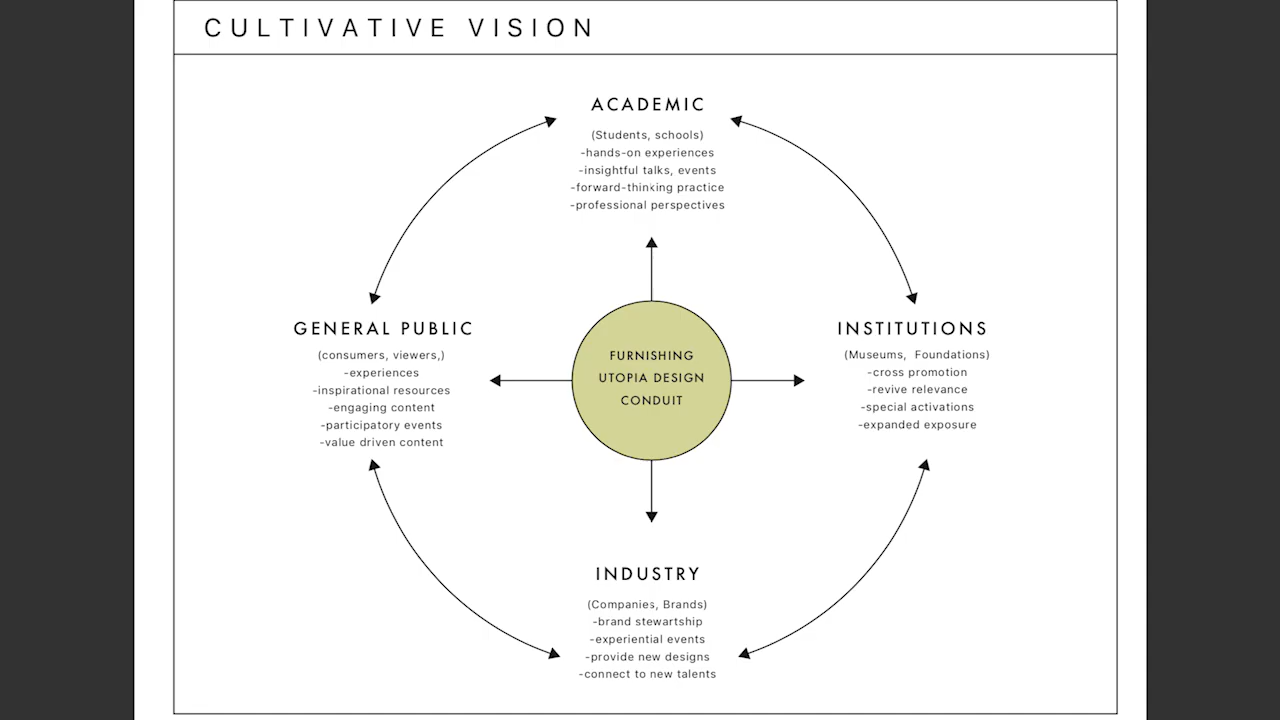 CULTIVATIVE VISION
ACADEMIC
(Students, schools)
-hands-on experiences
-insightful talks, events
-forward-thinking practice
-professional perspectives
GENERAL PUBLIC
(consumers, viewers,)
-experiences
-inspirational resources
-engaging content
-participatory events
-value driven content
FURNISHING
UTOPIA DESIGN
CONDUIT
INSTITUTIONS
(Museums, Foundations)
-cross promotion
-revive relevance
-special activations
-expanded exposure
INDUSTRY
(Companies, Brands)
-brand stewartship
-experiential events
-provide new designs
-connect to new talents